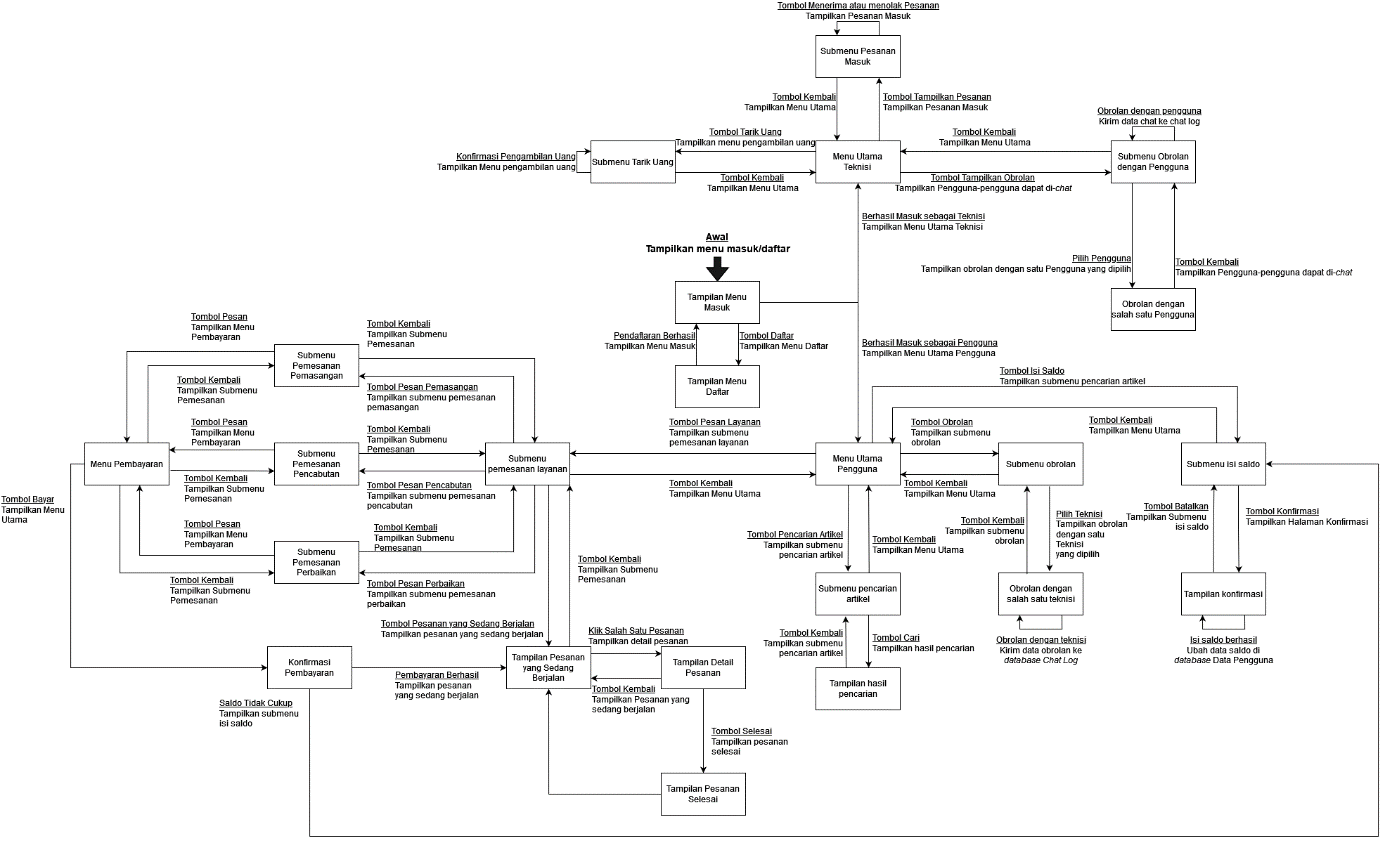 Tombol Menerima atau menolak Pesanan
Tampilkan Pesanan Masuk
Submenu Pesanan
Masuk
Tombol Kembali
Tampilkan Menu Utama
Tombol Tampilkan Pesanan
Tampilkan Pesanan Masuk
Obrolan dengan pengguna
Kirim data chat ke chat log
Konfirmasi Pengambilan Uang
Tampilkan Menu pengambilan uang
Submenu Tarik Uang
Tombol Tarik Uang
Tampilkan menu pengambilan uang
Tombol Kembali
Tampilkan Menu Utama
Menu Utama
Teknisi
Tombol Kembali
Tampilkan Menu Utama
Tombol Tampilkan Obrolan
Tampilkan Pengguna-pengguna dapat di-chat
Submenu Obrolan
dengan Pengguna
Berhasil Masuk sebagai Teknisi
Tampilkan Menu Utama Teknisi
Pilih Pengguna
Tampilkan obrolan dengan satu Pengguna yang dipilih
Tombol Kembali
Tampilkan Pengguna-pengguna dapat di-chat
Obrolan dengan
salah satu Pengguna
Awal
Tampilkan menu masuk/daftar
Tampilan Menu
Masuk
Pendaftaran Berhasil
Tampilkan Menu Masuk
Tombol Daftar
Tampilkan Menu Daftar
Tampilan Menu
Daftar
Berhasil Masuk sebagai Pengguna
Tampilkan Menu Utama Pengguna
Tombol Pesan
Tampilkan Menu
Pembayaran
Tombol Kembali
Tampilkan Submenu
Pemesanan
Submenu
Pemesanan
Pemasangan
Tombol Kembali
Tampilkan Submenu
Pemesanan
Tombol Pesan Pemasangan
Tampilkan submenu pemesanan
pemasangan
Tombol Pesan
Tampilkan Menu
Pembayaran
Tombol Kembali
Tampilkan Submenu
Pemesanan
Menu Pembayaran
Submenu
Pemesanan
Pencabutan
Submenu
pemesanan layanan
Tombol Kembali
Tampilkan Submenu
Pemesanan
Tombol Pesan Pencabutan
Tampilkan submenu pemesanan
pencabutan
Tombol Pesan Layanan
Tampilkan submenu
pemesanan layanan
Tombol Kembali
Tampilkan Menu Utama
Menu Utama
Pengguna
Tombol Isi Saldo
Tampilkan submenu pencarian artikel
Tombol Obrolan
Tampilkan submenu
obrolan
Tombol Kembali
Tampilkan Menu Utama
Submenu obrolan
Tombol Kembali
Tampilkan Menu Utama
Submenu isi saldo
Tombol Bayar
Tampilkan Menu
Utama
Tombol Pesan
Tampilkan Menu
Pembayaran
Tombol Kembali
Tampilkan Submenu
Pemesanan
Submenu
Pemesanan
Perbaikan
Tombol Kembali
Tampilkan Submenu
Pemesanan
Tombol Pesan Perbaikan
Tampilkan submenu pemesanan
perbaikan
Tombol Kembali
Tampilkan Submenu
Pemesanan
Tombol Pencarian Artikel
Tampilkan submenu
pencarian artikel
Tombol Kembali
Tampilkan Menu Utama
Tombol Kembali
Tampilkan submenu
obrolan
Pilih Teknisi
Tampilkan obrolan
dengan satu
Teknisi
yang dipilih
Tombol Batalkan
Tampilkan Submenu
isi saldo
Tombol Konfirmasi
Tampilkan Halaman Konfirmasi
Submenu pencarian
artikel
Obrolan dengan
salah satu teknisi
Tampilan konfirmasi
Tombol Kembali
Tampilkan submenu
pencarian artikel
Tombol Cari
Tampilkan hasil pencarian
Obrolan dengan teknisi
Kirim data obrolan ke
databae Chat Log
Isi saldo berhasil
Ubah data saldo di
databae Data Pengguna
Tampilan hasil
pencarian
Tombol Pesanan yang Sedang Berjalan
Tampilkan pesanan yang sedang berjalan
Klik Salah Satu Pesanan
Tampilkan detail pesanan
Konfirmasi
Pembayaran
Pembayaran Berhasil
Tampilkan pesanan
yang sedang berjalan
Tampilan Pesanan
yang Sedang
Berjalan
Tombol Kembali
Tampilkan Pesanan yang
sedang berjalan
Tampilan Detail
Pesanan
Saldo Tidak Cukup
Tampilkan submenu
isi saldo
Tombol Selesai
Tampilkan pesanan
selesai
Tampilan Pesanan
Selesai